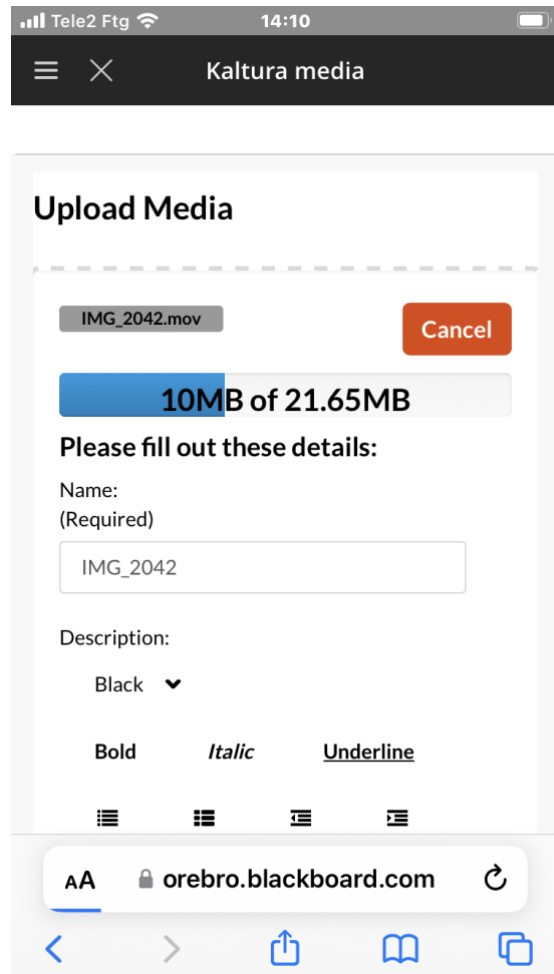 Tele2 Ftg 14:10
Kaltura media
Upload Media
IMG_2042.mov
Cancel
10MB of 21.65MB
Please fill out these details:
Name:
(Required)
IMG_2042
Description:
Black
Bold Italic Underline
AA orebro.blackboard.com